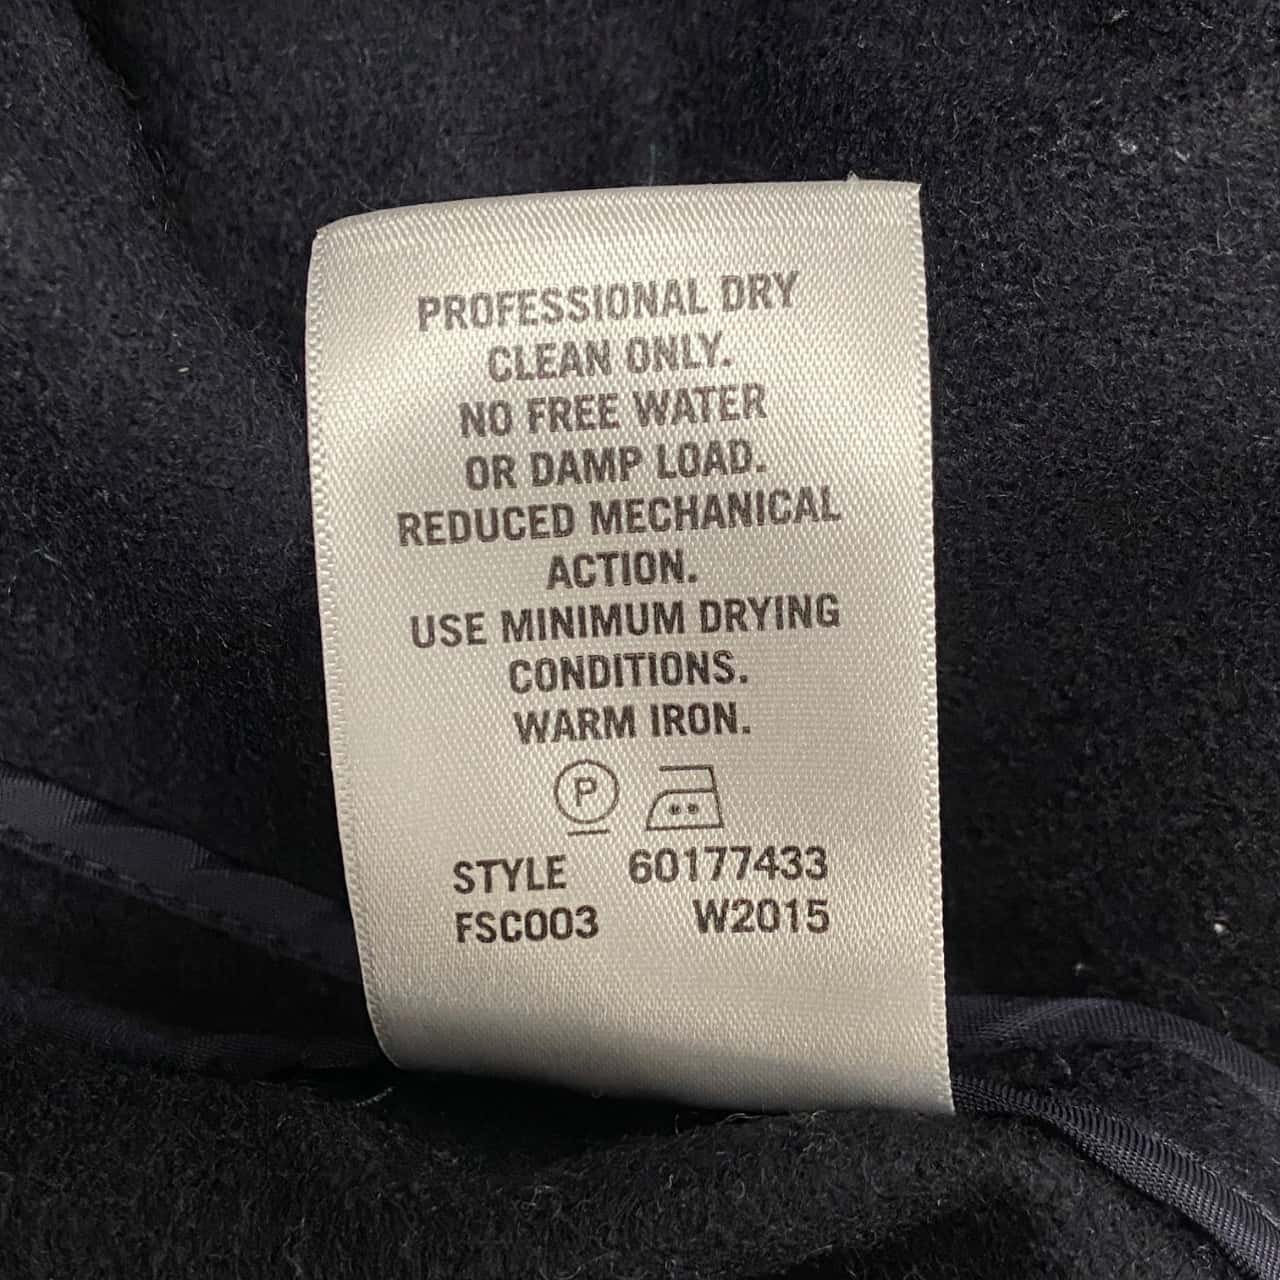 PROFESSIONAL DRY
CLEAN ONLY.
NO FREE WATER
OR DAMP LOAD.
REDUCED MECHANICAL
ACTION.
USE MINIMUM DRYING
CONDITIONS.
WARM IRON.
P
STYLE 60177433
FSC003 W2015